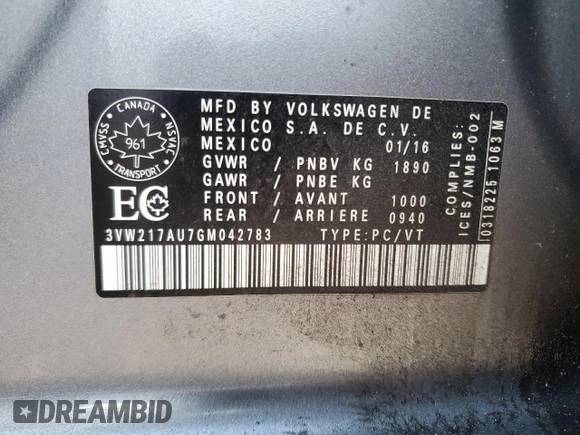 CANADA
CMVSS
NSVAC
961
TRANSPORT
EC
MFD BY VOLKSWAGEN DE
MEXICO S.A. DE C.V.
MEXICO 01/16
GVWR / PNBV KG 1890
GAWR / PNBE KG
FRONT / AVANT 1000
REAR / ARRIERE 0940
3VW217AU7GM042783 TYPE:PC/VT
COMPLIES:
ICES/NMB-002
0318225 1063 M
DREAMBID